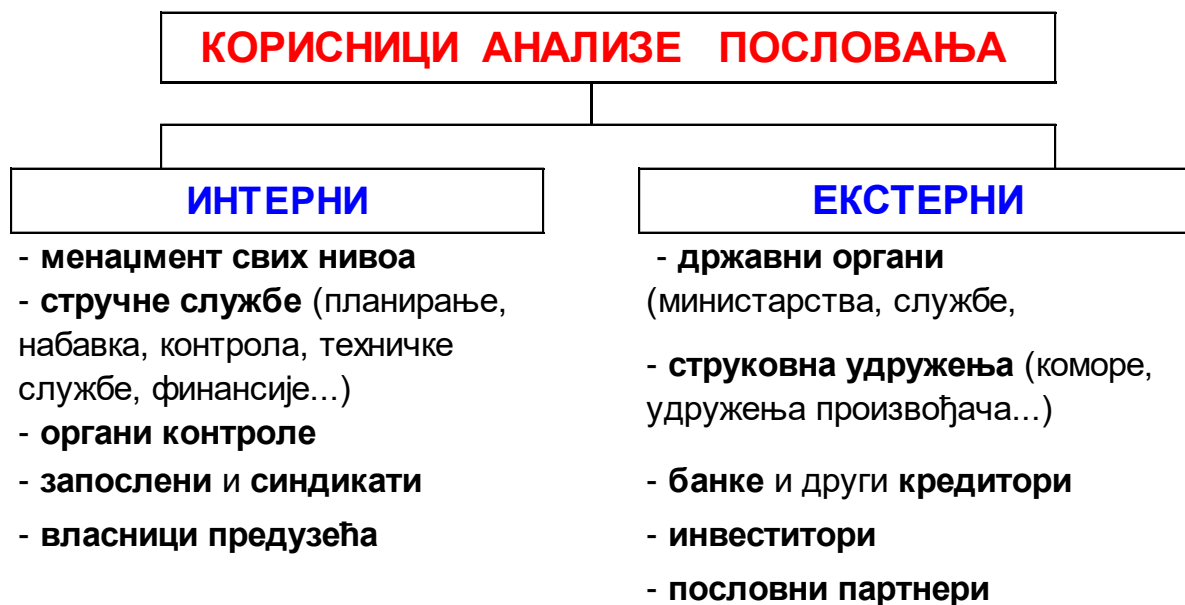 КОРИСНИЦИ АНАЛИЗЕ ПОСЛОВАЊА
ИНТЕРНИ
- менаџмент свих нивоа
- стручне службе (планирање,
набавка, контрола, техничке
службе, финансије...)
- органи контроле
- запослени и синдикати
- власници предузећа
ЕКСТЕРНИ
- државни органи
(министарства, службе,
- струковна удружења (коморе,
удружења произвођача...)
- банке и други кредитори
- инвеститори
- пословни партнери